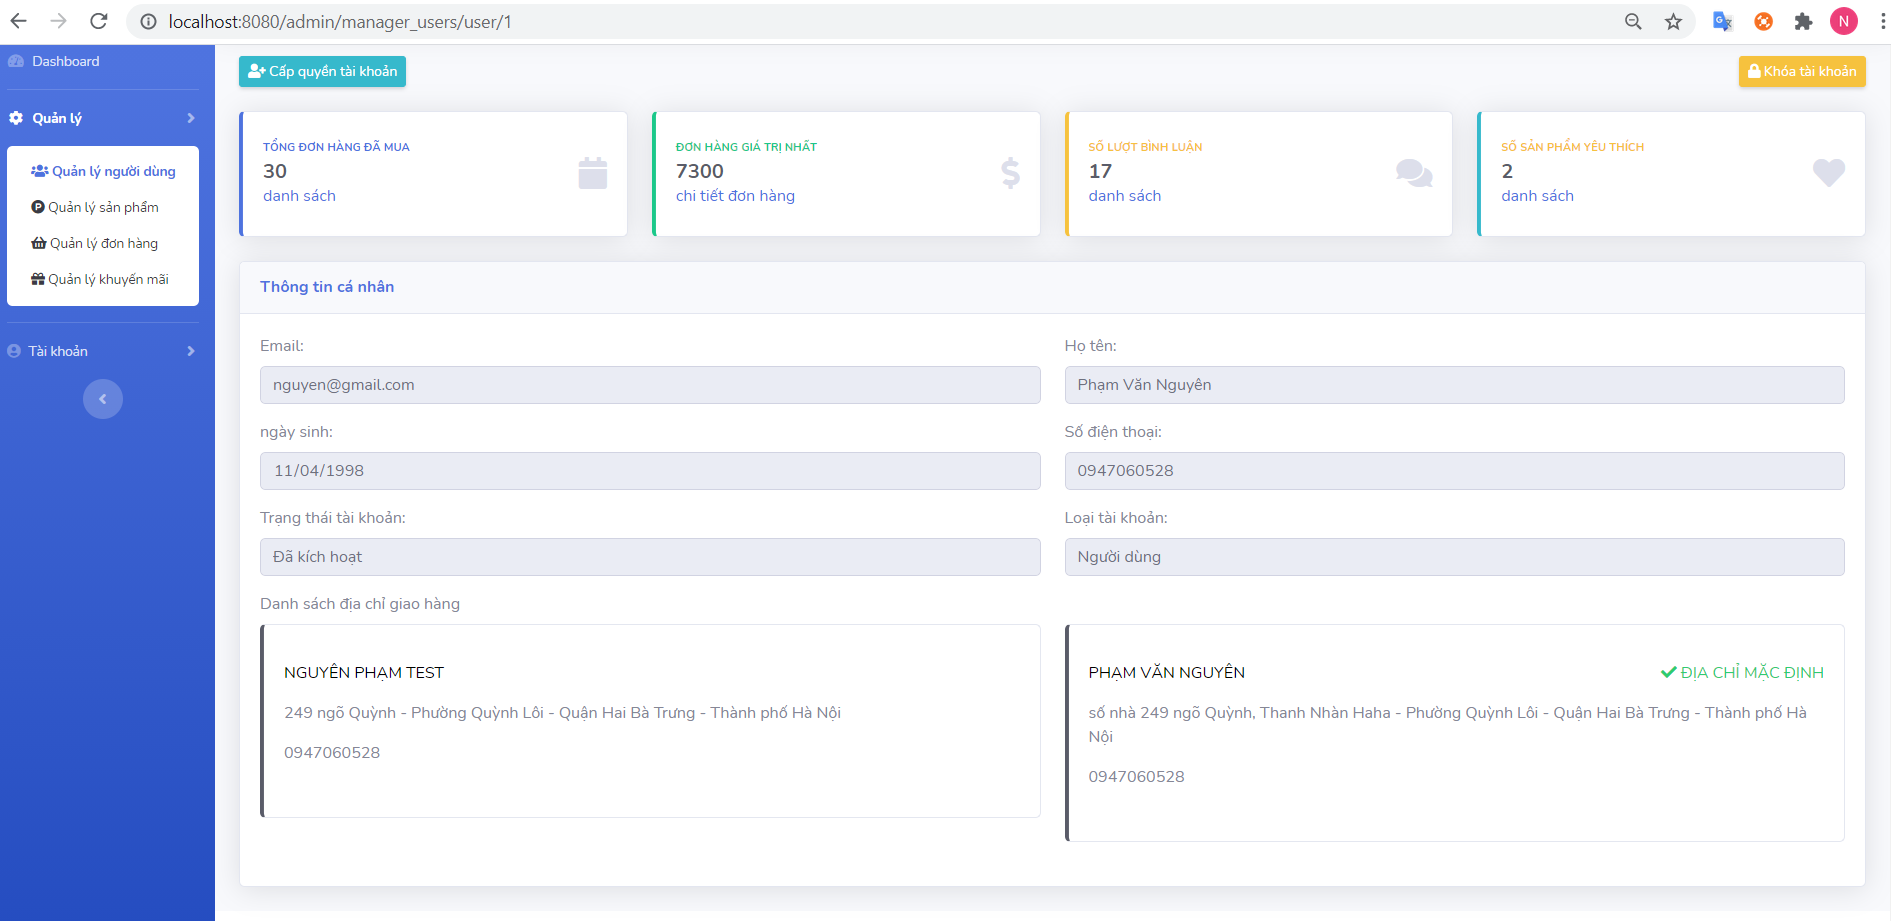 localhost:8080/admin/manager_users/user/1
N
Dashboard
Quản lý
Quản lý người dùng
Quản lý sản phẩm
Quản lý đơn hàng
Quản lý khuyến mãi
Tài khoản
Cấp quyền tài khoản
Khóa tài khoản
TỔNG ĐƠN HÀNG ĐÃ MUA
30
danh sách
ĐƠN HÀNG GIÁ TRỊ NHẤT
7300
chi tiết đơn hàng
SỐ LƯỢT BÌNH LUẬN
17
danh sách
SỐ SẢN PHẨM YÊU THÍCH
2
danh sách
Thông tin cá nhân
Email:
nguyen@gmail.com
Họ tên:
Phạm Văn Nguyên
ngày sinh:
11/04/1998
Số điện thoại:
0947060528
Trạng thái tài khoản:
Đã kích hoạt
Loại tài khoản:
Người dùng
Danh sách địa chỉ giao hàng
NGUYÊN PHẠM TEST
249 ngõ Quỳnh - Phường Quỳnh Lôi - Quận Hai Bà Trưng - Thành phố Hà Nội
0947060528
PHẠM VĂN NGUYÊN
ĐỊA CHỈ MẶC ĐỊNH
số nhà 249 ngõ Quỳnh, Thanh Nhàn Haha - Phường Quỳnh Lôi - Quận Hai Bà Trưng - Thành phố Hà
Nội
0947060528